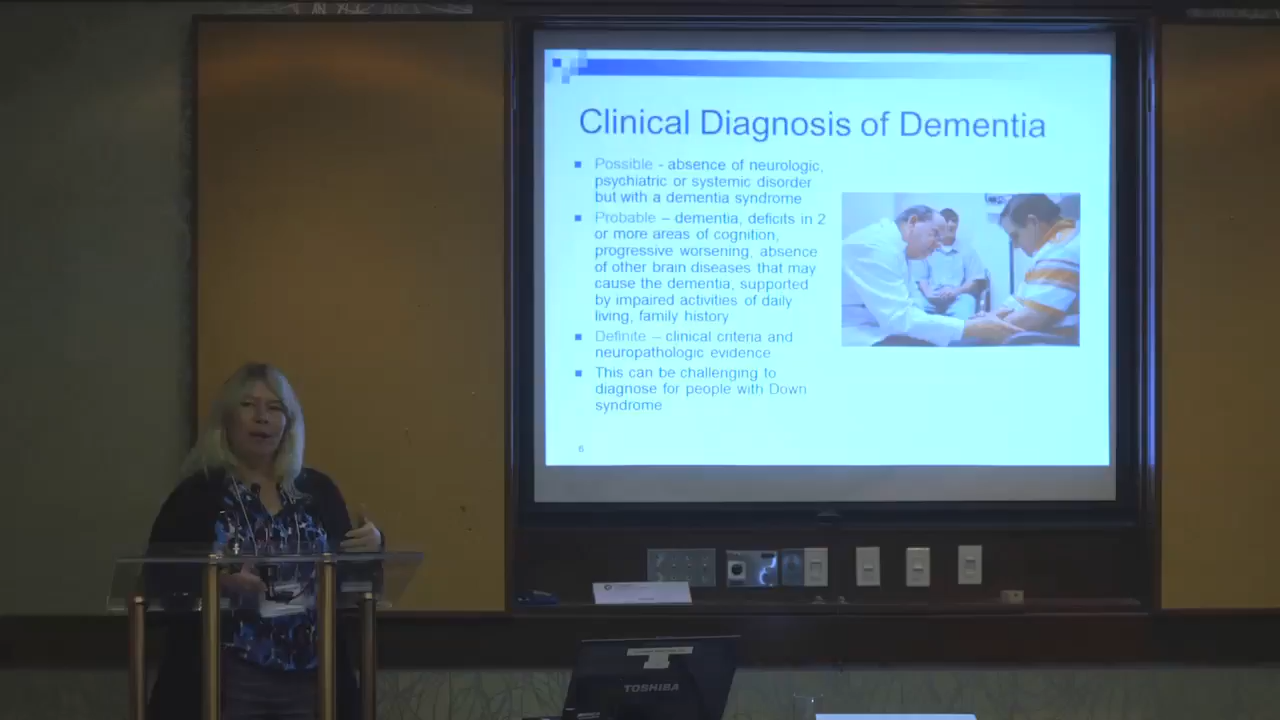 Clinical Diagnosis of Dementia
Possible - absence of neurologic,
psychiatric or systemic disorder
but with a dementia syndrome
Probable – dementia, deficits in 2
or more areas of cognition,
progressive worsening, absence
of other brain diseases that may
cause the dementia, supported
by impaired activities of daily
living, family history
Definite – clinical criteria and
neuropathologic evidence
This can be challenging to
diagnose for people with Down
syndrome
6
TOSHIBA